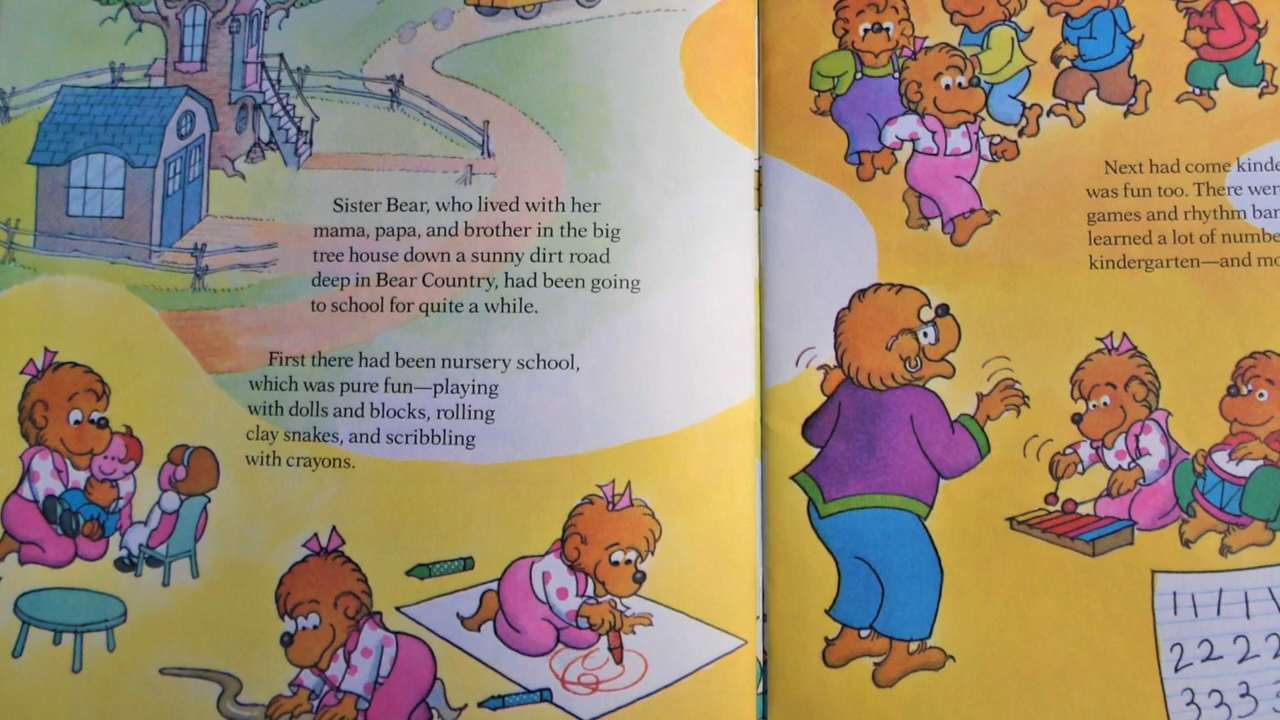 Sister Bear, who lived with her
mama, papa, and brother in the big
tree house down a sunny dirt road
deep in Bear Country, had been going
to school for quite a while.
First there had been nursery school,
which was pure fun—playing
with dolls and blocks, rolling
clay snakes, and scribbling
with crayons.
Next had come
was fun too. There
games and rhythm
learned a lot of
kindergarten—and
1 1 1 1
2 2 2 2
3 3 3